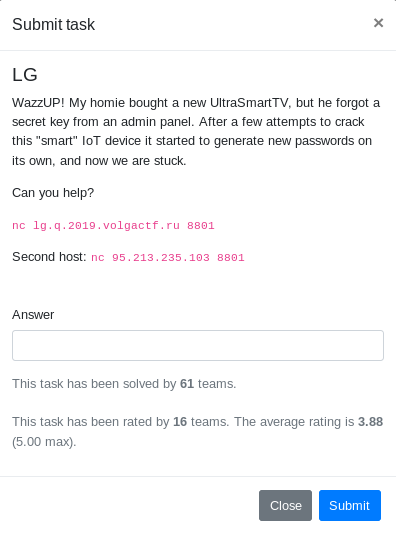 Submit task
×
LG
WazzUP! My homie bought a new UltraSmartTV, but he forgot a
secret key from an admin panel. After a few attempts to crack
this "smart" IoT device it started to generate new passwords on
its own, and now we are stuck.
Can you help?
nc lg.q.2019.volgactf.ru 8801
Second host: nc 95.213.235.103 8801
Answer
This task has been solved by 61 teams.
This task has been rated by 16 teams. The average rating is 3.88
(5.00 max).
Close Submit